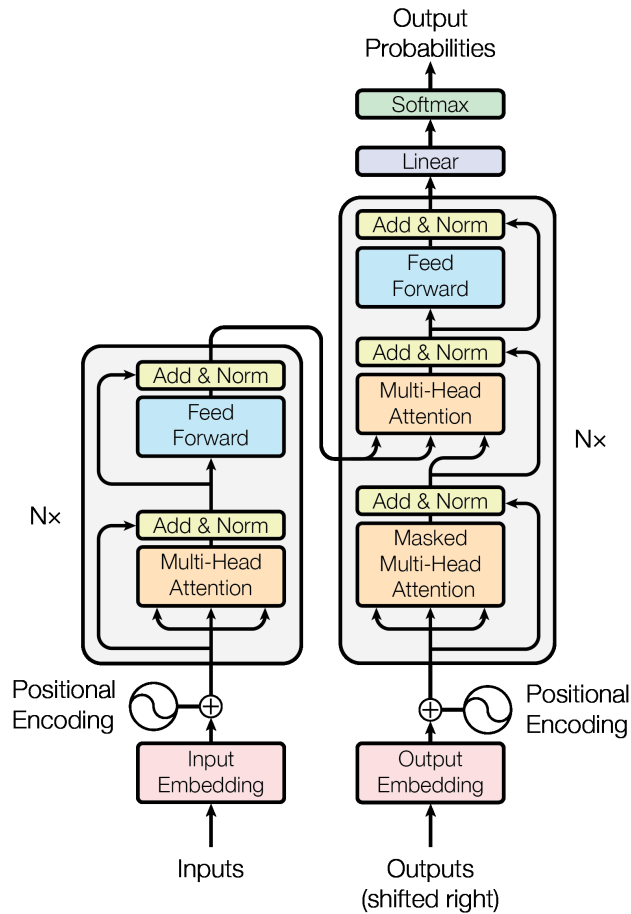 Output
Probabilities
Softmax
Linear
Add & Norm
Feed
Forward
Add & Norm
Multi-Head
Attention
Add & Norm
Masked
Multi-Head
Attention
Nx
Add & Norm
Feed
Forward
Add & Norm
Multi-Head
Attention
Nx
Positional
Encoding
Positional
Encoding
Input
Embedding
Output
Embedding
Inputs
Outputs
(shifted right)